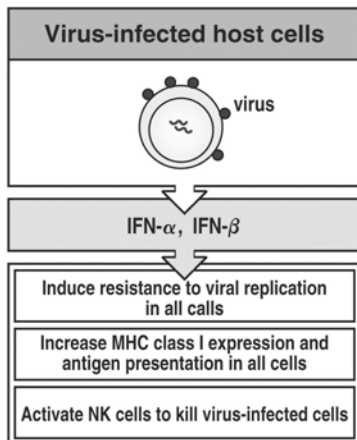 Virus-infected host cells
virus
IFN-α, IFN-β
Induce resistance to viral replication
in all calls
Increase MHC class I expression and
antigen presentation in all cells
Activate NK cells to kill virus-infected cells